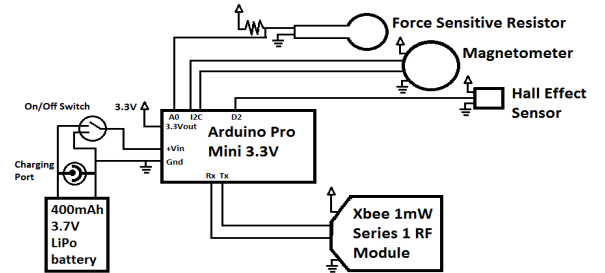 Force Sensitive Resistor
Magnetometer
Hall Effect
Sensor
On/Off Switch
3.3V
A0 I2C D2
3.3Vout
Arduino Pro
Mini 3.3V
+Vin
Gnd
Rx Tx
Charging
Port
400mAh
3.7V
LiPo
battery
Xbee 1mW
Series 1 RF
Module